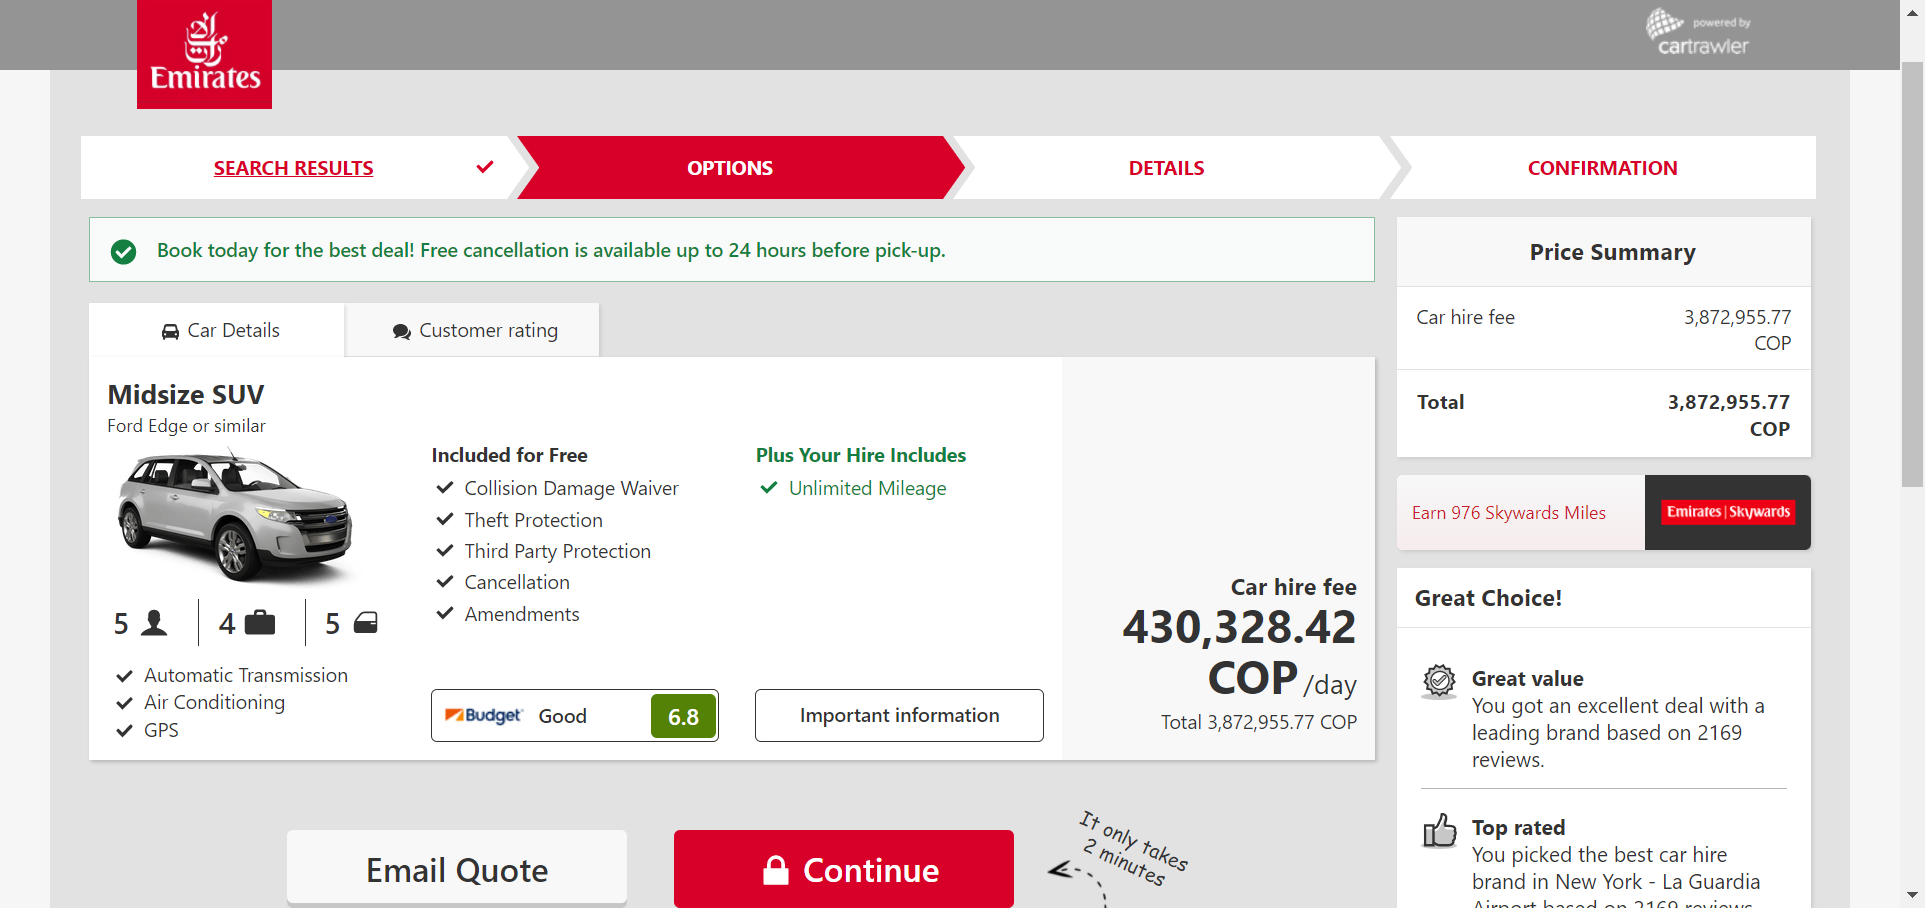 Emirates
powered by
cartrawler
SEARCH RESULTS
OPTIONS
DETAILS
CONFIRMATION
Book today for the best deal! Free cancellation is available up to 24 hours before pick-up.
Car Details
Customer rating
Midsize SUV
Ford Edge or similar
5
4
5
Automatic Transmission
Air Conditioning
GPS
Included for Free
Collision Damage Waiver
Theft Protection
Third Party Protection
Cancellation
Amendments
Plus Your Hire Includes
Unlimited Mileage
Budget Good 6.8
Important information
Car hire fee
430,328.42
COP /day
Total 3,872,955.77 COP
Email Quote
Continue
It only takes
2 minutes
Price Summary
Car hire fee 3,872,955.77
COP
Total 3,872,955.77
COP
Earn 976 Skywards Miles
Emirates | Skywards
Great Choice!
Great value
You got an excellent deal with a
leading brand based on 2169
reviews.
Top rated
You picked the best car hire
brand in New York - La Guardia
Airport based on 2169 reviews